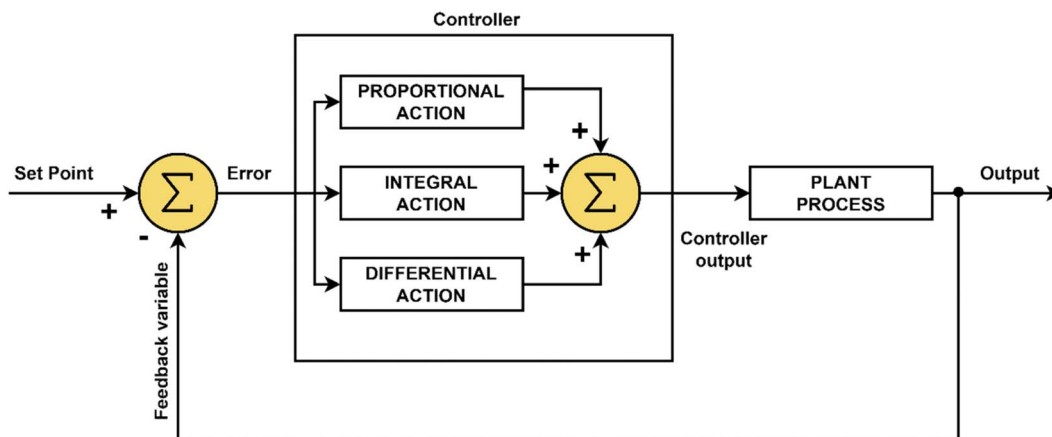 Controller
PROPORTIONAL
ACTION
+
Set Point
+
-
Σ
Error
INTEGRAL
ACTION
+
Σ
PLANT
PROCESS
Output
Controller
output
DIFFERENTIAL
ACTION
+
Feedback variable